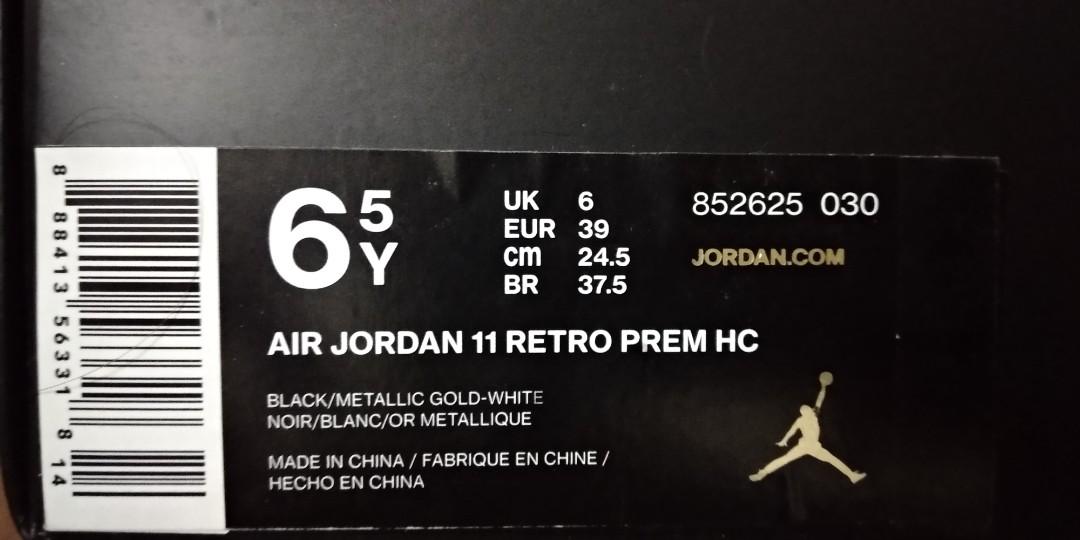 6 5
Y
UK 6
EUR 39
cm 24.5
BR 37.5
852625 030
JORDAN.COM
AIR JORDAN 11 RETRO PREM HC
BLACK/METALLIC GOLD-WHITE
NOIR/BLANC/OR METALLIQUE
MADE IN CHINA / FABRIQUE EN CHINE /
HECHO EN CHINA
8 88413 56331 8 14